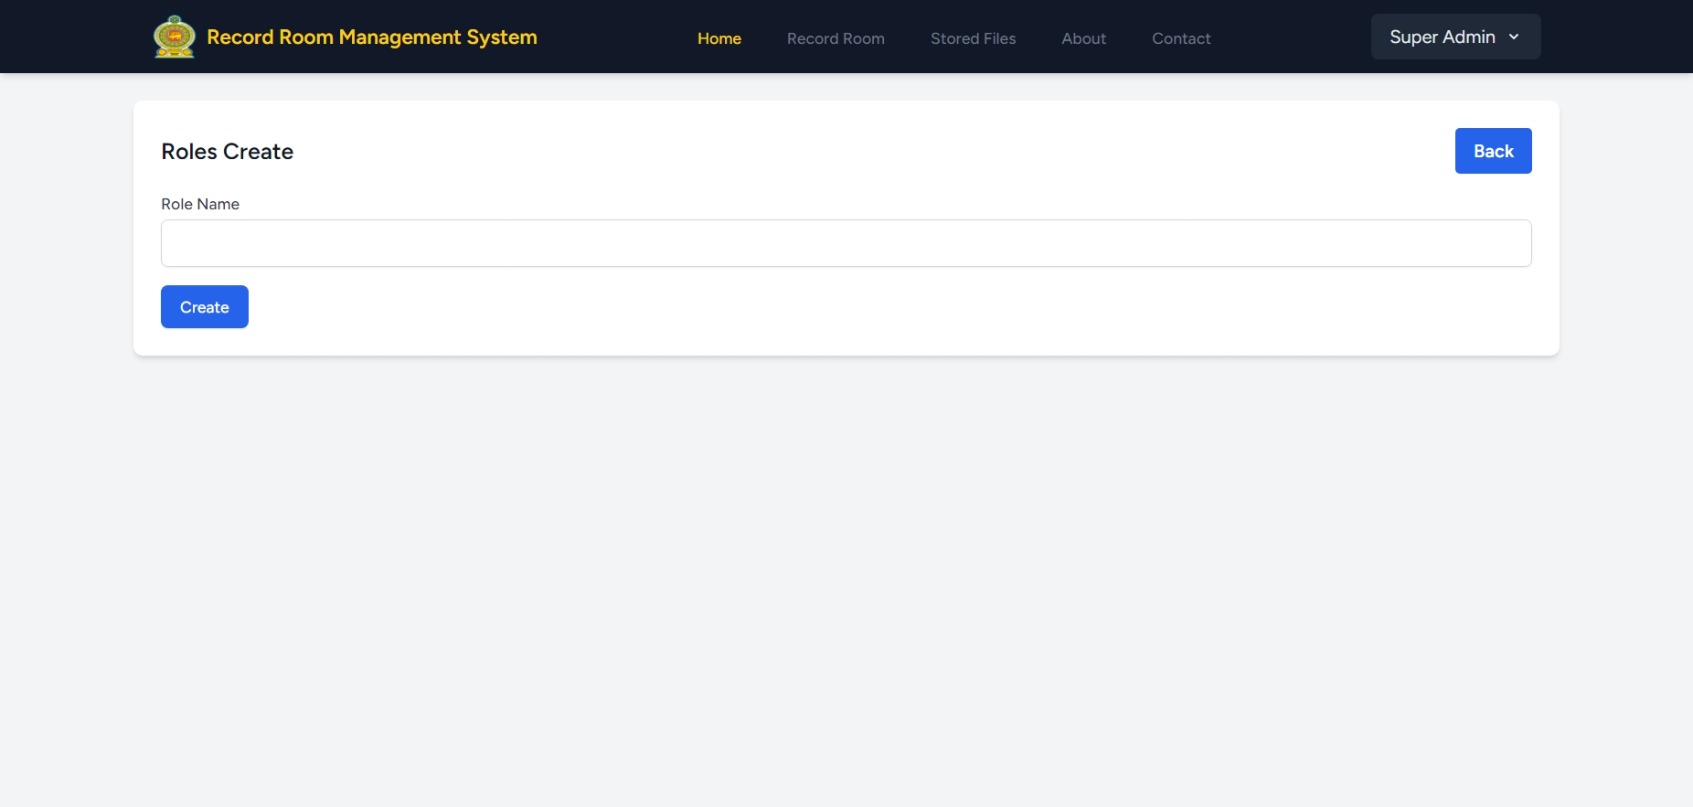 Record Room Management System
Home Record Room Stored Files About Contact
Super Admin
Roles Create
Back
Role Name
Create